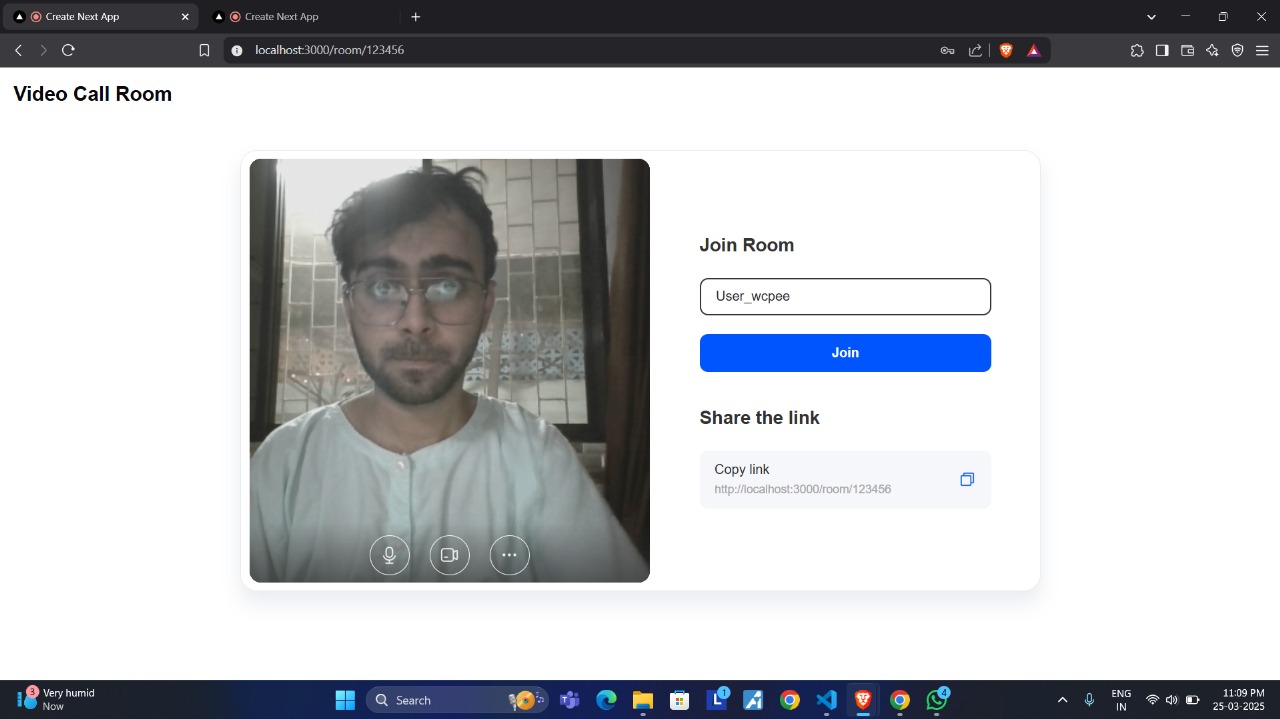 Create Next App
Create Next App
localhost:3000/room/123456
Video Call Room
Join Room
User_wcpee
Join
Share the link
Copy link
http://localhost:3000/room/123456
3
Very humid
Now
Search
1
4
ENG
IN
11:09 PM
25-03-2025